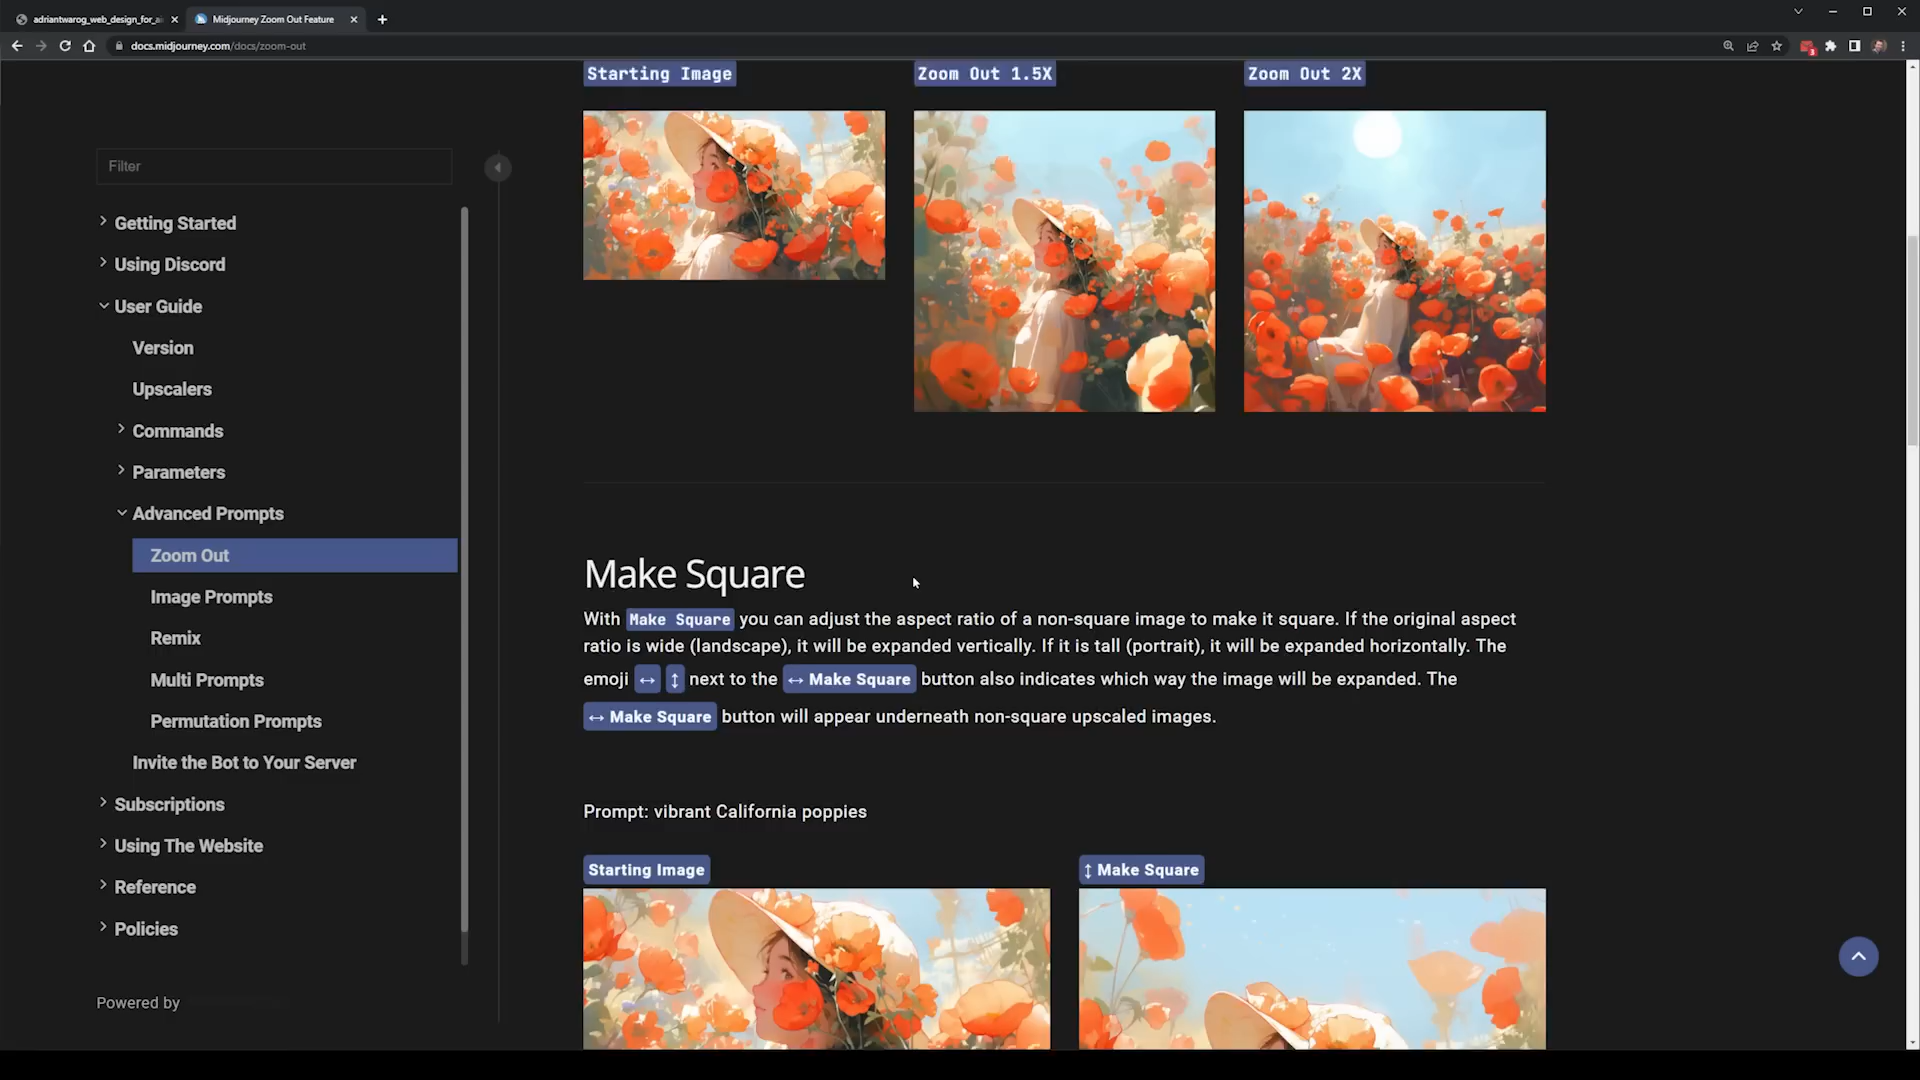 adriantwarog_web_design_for_ai
Midjourney Zoom Out Feature
docs.midjourney.com/docs/zoom-out
3
Starting Image
Zoom Out 1.5X
Zoom Out 2X
Filter
Getting Started
Using Discord
User Guide
Version
Upscalers
Commands
Parameters
Advanced Prompts
Zoom Out
Image Prompts
Remix
Multi Prompts
Permutation Prompts
Invite the Bot to Your Server
Subscriptions
Using The Website
Reference
Policies
Powered by
Make Square
With Make Square you can adjust the aspect ratio of a non-square image to make it square. If the original aspect
ratio is wide (landscape), it will be expanded vertically. If it is tall (portrait), it will be expanded horizontally. The
emoji ↔ ↕ next to the ↔ Make Square button also indicates which way the image will be expanded. The
↔ Make Square button will appear underneath non-square upscaled images.
Prompt: vibrant California poppies
Starting Image
↕ Make Square